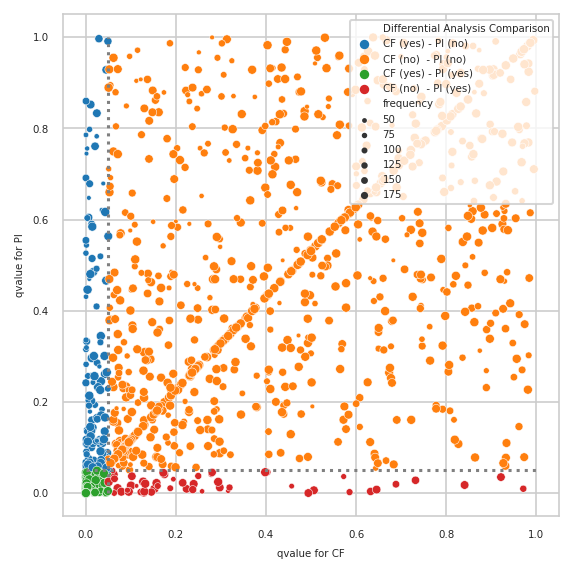 Differential Analysis Comparison
CF (yes) - PI (no)
CF (no)  - PI (no)
CF (yes) - PI (yes)
CF (no)  - PI (yes)
frequency
50
75
100
125
150
175
1.0
0.8
0.6
0.4
0.2
0.0
qvalue for PI
0.0 0.2 0.4 0.6 0.8 1.0
qvalue for CF